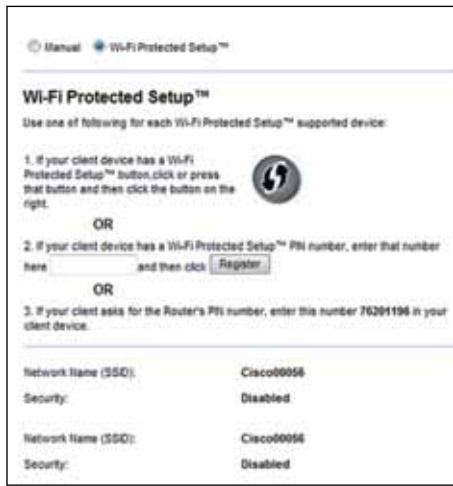 Manual Wi-Fi Protected Setup™
Wi-Fi Protected Setup™
Use one of following for each Wi-Fi Protected Setup™ supported device:
1. If your client device has a Wi-Fi
Protected Setup™ button,click or press
that button and then click the button on the
right.
OR
2. If your client device has a Wi-Fi Protected Setup™ PIN number, enter that number
here and then click Register
OR
3. If your client asks for the Router's PIN number, enter this number 76201196 in your
client device.
Network Name (SSID): Cisco00056
Security: Disabled
Network Name (SSID): Cisco00056
Security: Disabled